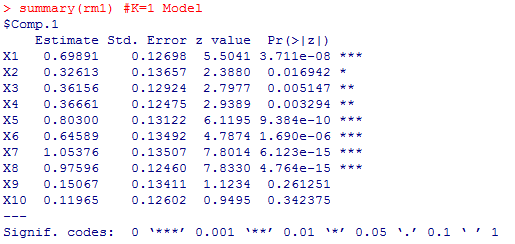 > summary(rm1) #K=1 Model
$Comp.1
Estimate Std. Error z value Pr(>|z|)
X1 0.69891 0.12698 5.5041 3.711e-08 ***
X2 0.32613 0.13657 2.3880 0.016942 *
X3 0.36156 0.12924 2.7977 0.005147 **
X4 0.36661 0.12475 2.9389 0.003294 **
X5 0.80300 0.13122 6.1195 9.384e-10 ***
X6 0.64589 0.13492 4.7874 1.690e-06 ***
X7 1.05376 0.13507 7.8014 6.123e-15 ***
X8 0.97596 0.12460 7.8330 4.764e-15 ***
X9 0.15067 0.13411 1.1234 0.261251
X10 0.11965 0.12602 0.9495 0.342375
---
Signif. codes: 0 ‘***’ 0.001 ‘**’ 0.01 ‘*’ 0.05 ‘.’ 0.1 ‘ ’ 1